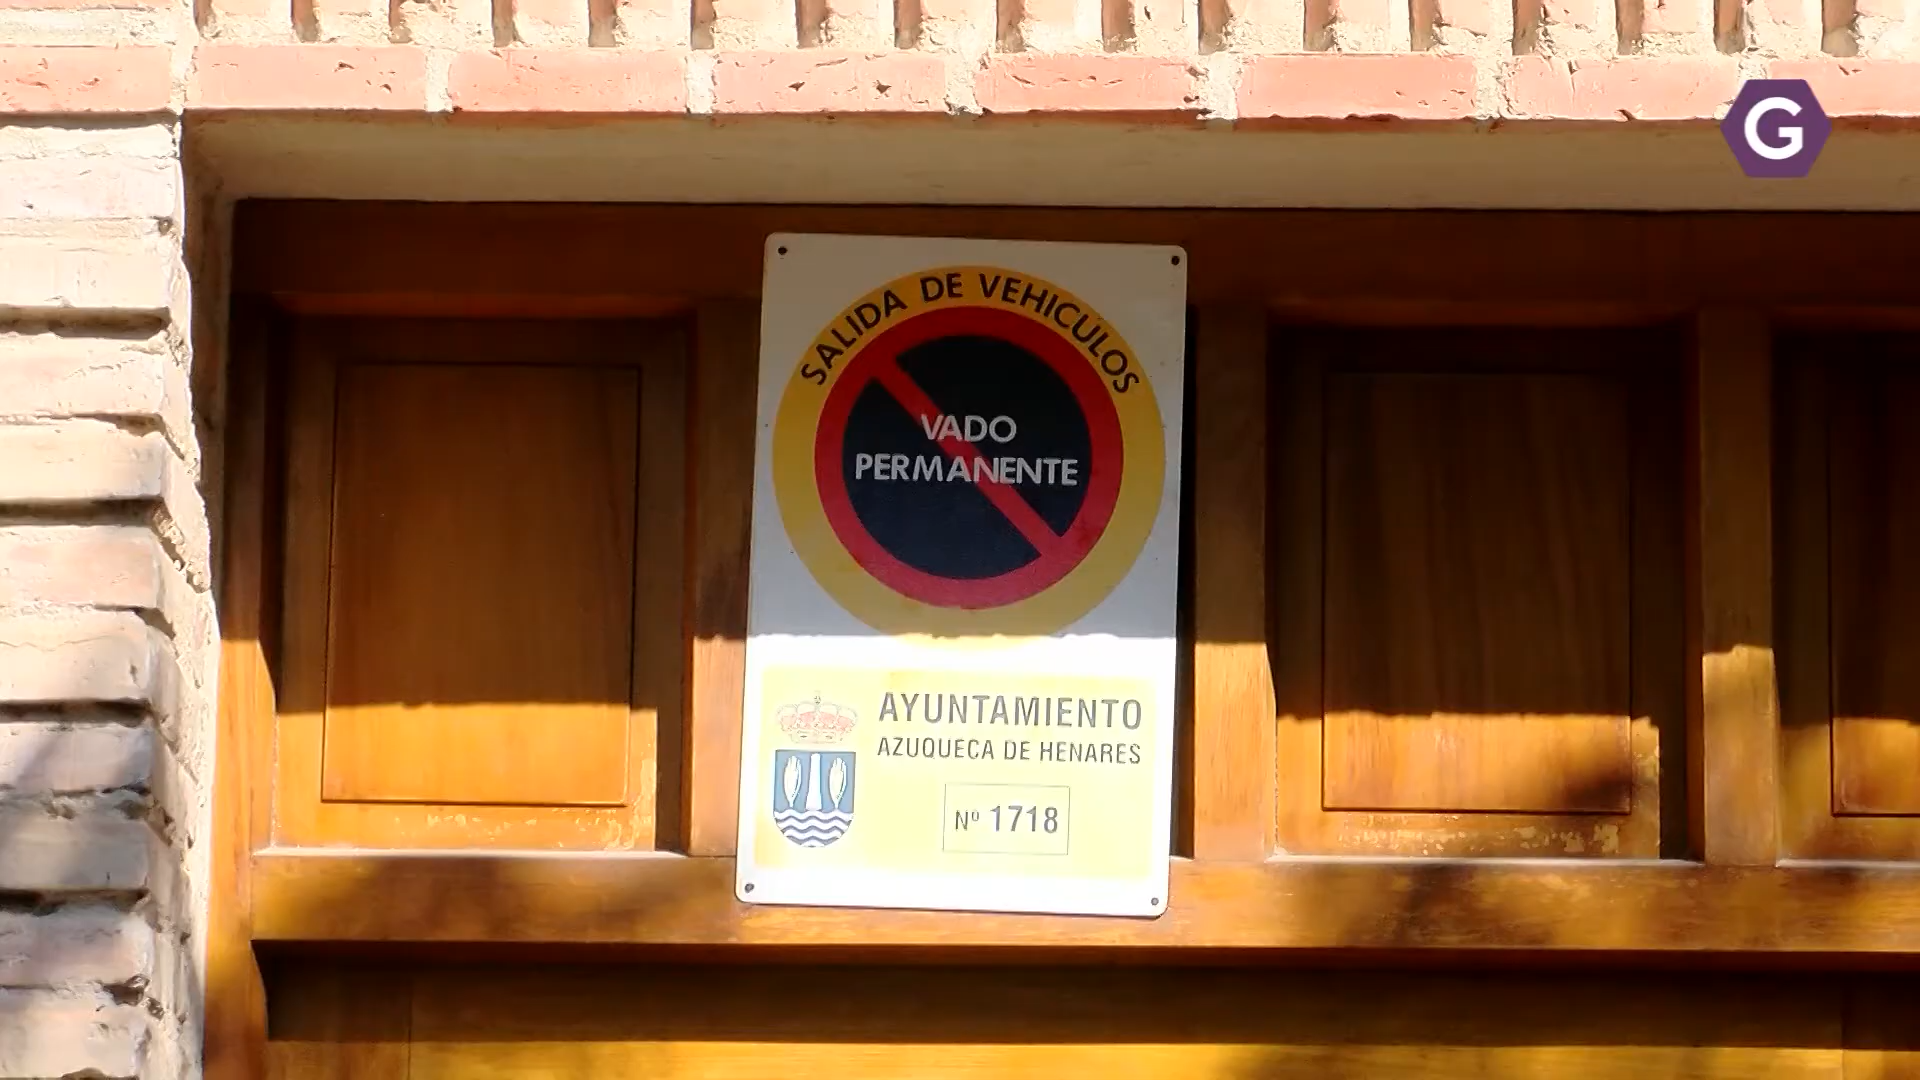 G
SALIDA DE VEHICULOS
VADO
PERMANENTE
AYUNTAMIENTO
AZUQUECA DE HENARES
Nº 1718